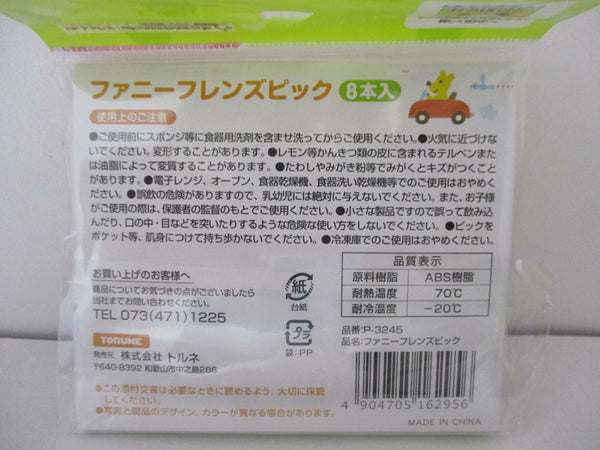 ファニーフレンズピック 8本入
使用上のご注意
●ご使用前にスポンジ等に食器用洗剤を含ませ洗ってからご使用ください。●火気に近づけ
ないでください。変形することがあります。●レモン等かんきつ類の皮に含まれるテルペンまた
は油脂によって変質することがあります。●たわしやみがき粉等でみがくとキズがつくこと
があります。●電子レンジ、オーブン、食器乾燥機、食器洗い乾燥機等でのご使用はおやめく
ださい。●誤飲の危険がありますので、乳幼児には絶対に与えないでください。また、お子様
がご使用の際は、保護者の監督のもとでご使用ください。●小さな製品ですので誤って飲み込
んだり、口の中・目などを突いたりするような危険な使い方をしないでください。●ピックを
ポケット等、肌身につけて持ち歩かないでください。●冷凍庫でのご使用はおやめください。
お買い上げのお客様へ
商品についてお気づきの点がございましたら
当社までお問い合わせください。
TEL 073(471)1225
TORUNE
発売元 株式会社 トルネ
〒640-8392 和歌山市中之島286
紙
台紙
プラ
袋:PP
品質表示
原料樹脂 ABS樹脂
耐熱温度 70℃
耐冷温度 −20℃
品番:P-3245
品名:ファニーフレンズピック
●この添付文書は必要なときに読めるよう、大切に保管
してください。
●写真と商品のデザイン、カラーが異なる場合があります。
4 904705 162956
MADE IN CHINA